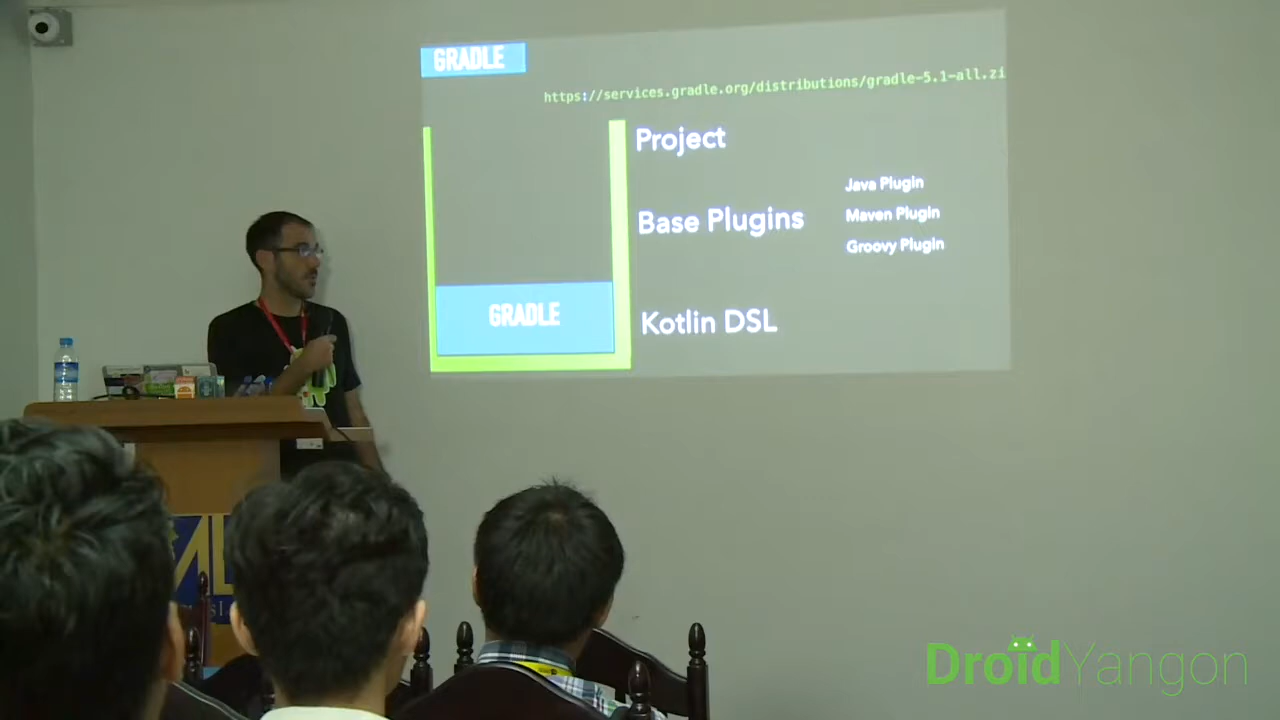 GRADLE
https://services.gradle.org/distributions/gradle-5.1-all.zi
Project
Java Plugin
Base Plugins
Maven Plugin
Groovy Plugin
GRADLE
Kotlin DSL
DroidYangon